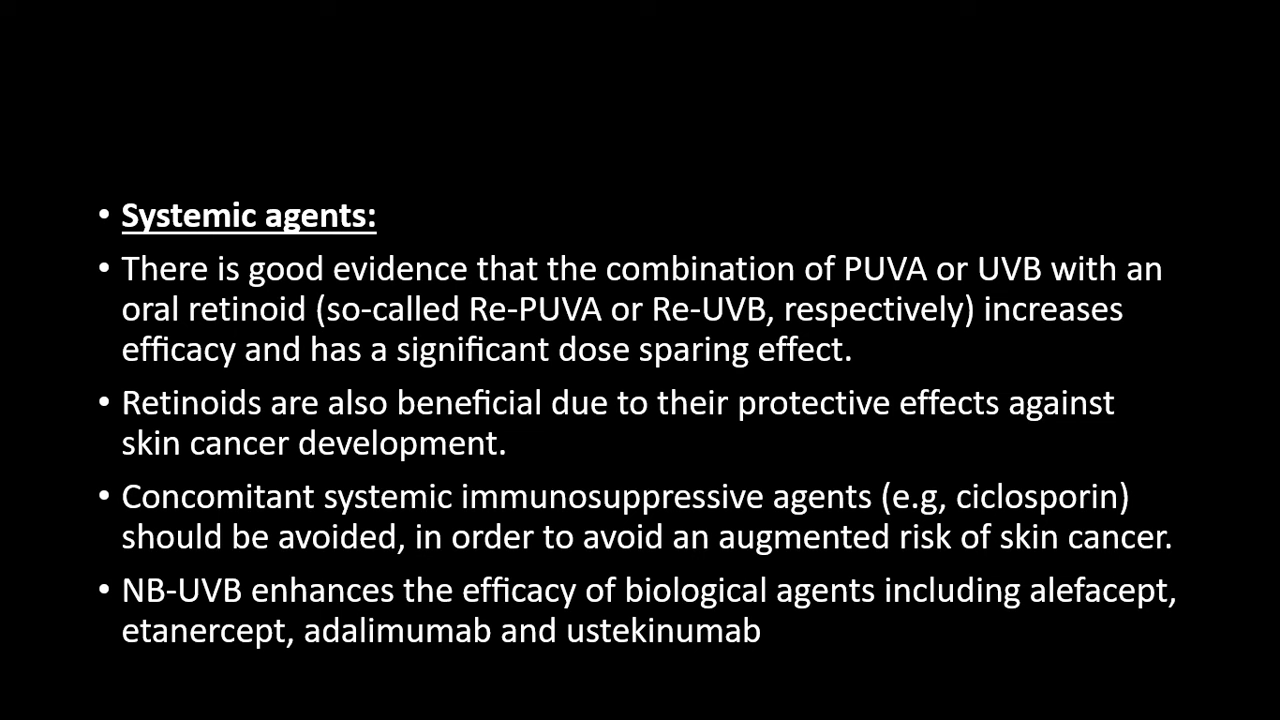 • Systemic agents:
• There is good evidence that the combination of PUVA or UVB with an
oral retinoid (so-called Re-PUVA or Re-UVB, respectively) increases
efficacy and has a significant dose sparing effect.
• Retinoids are also beneficial due to their protective effects against
skin cancer development.
• Concomitant systemic immunosuppressive agents (e.g, ciclosporin)
should be avoided, in order to avoid an augmented risk of skin cancer.
• NB-UVB enhances the efficacy of biological agents including alefacept,
etanercept, adalimumab and ustekinumab